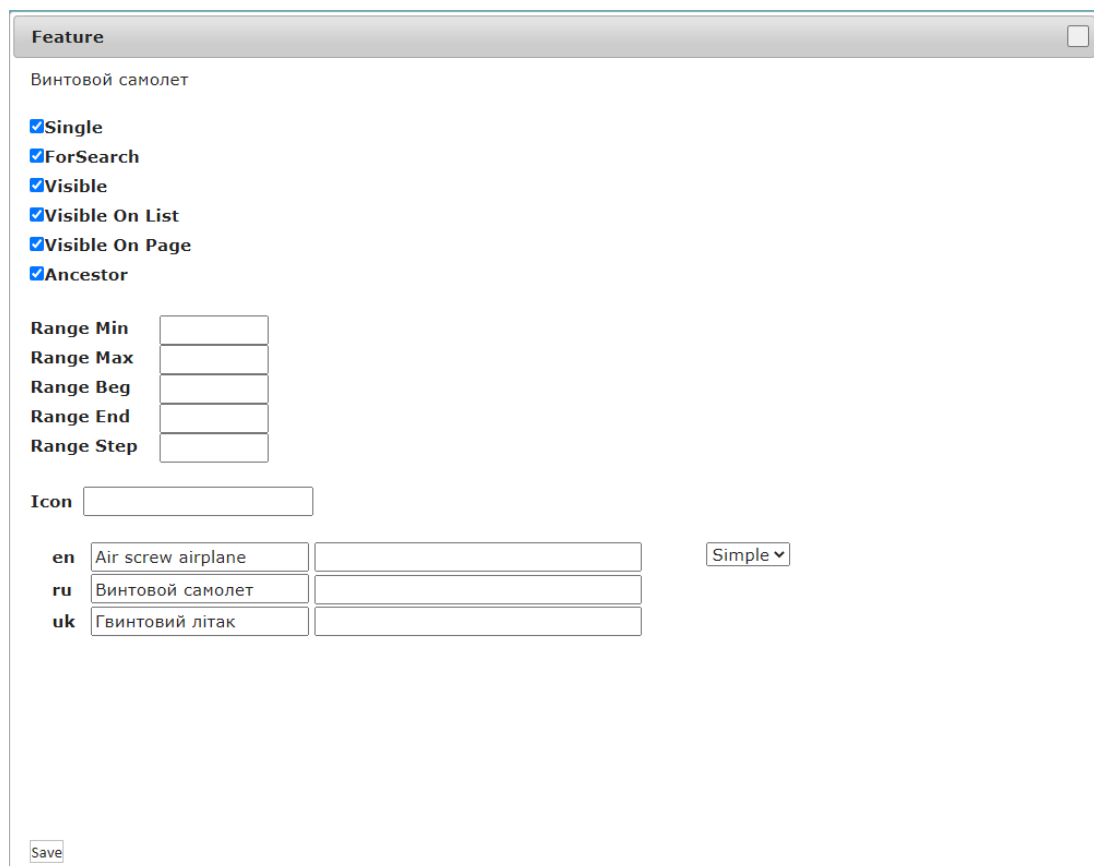 Feature
Винтовой самолет
Single
ForSearch
Visible
Visible On List
Visible On Page
Ancestor
Range Min
Range Max
Range Beg
Range End
Range Step
Icon
en Air screw airplane Simple
ru Винтовой самолет
uk Гвинтовий літак
Save